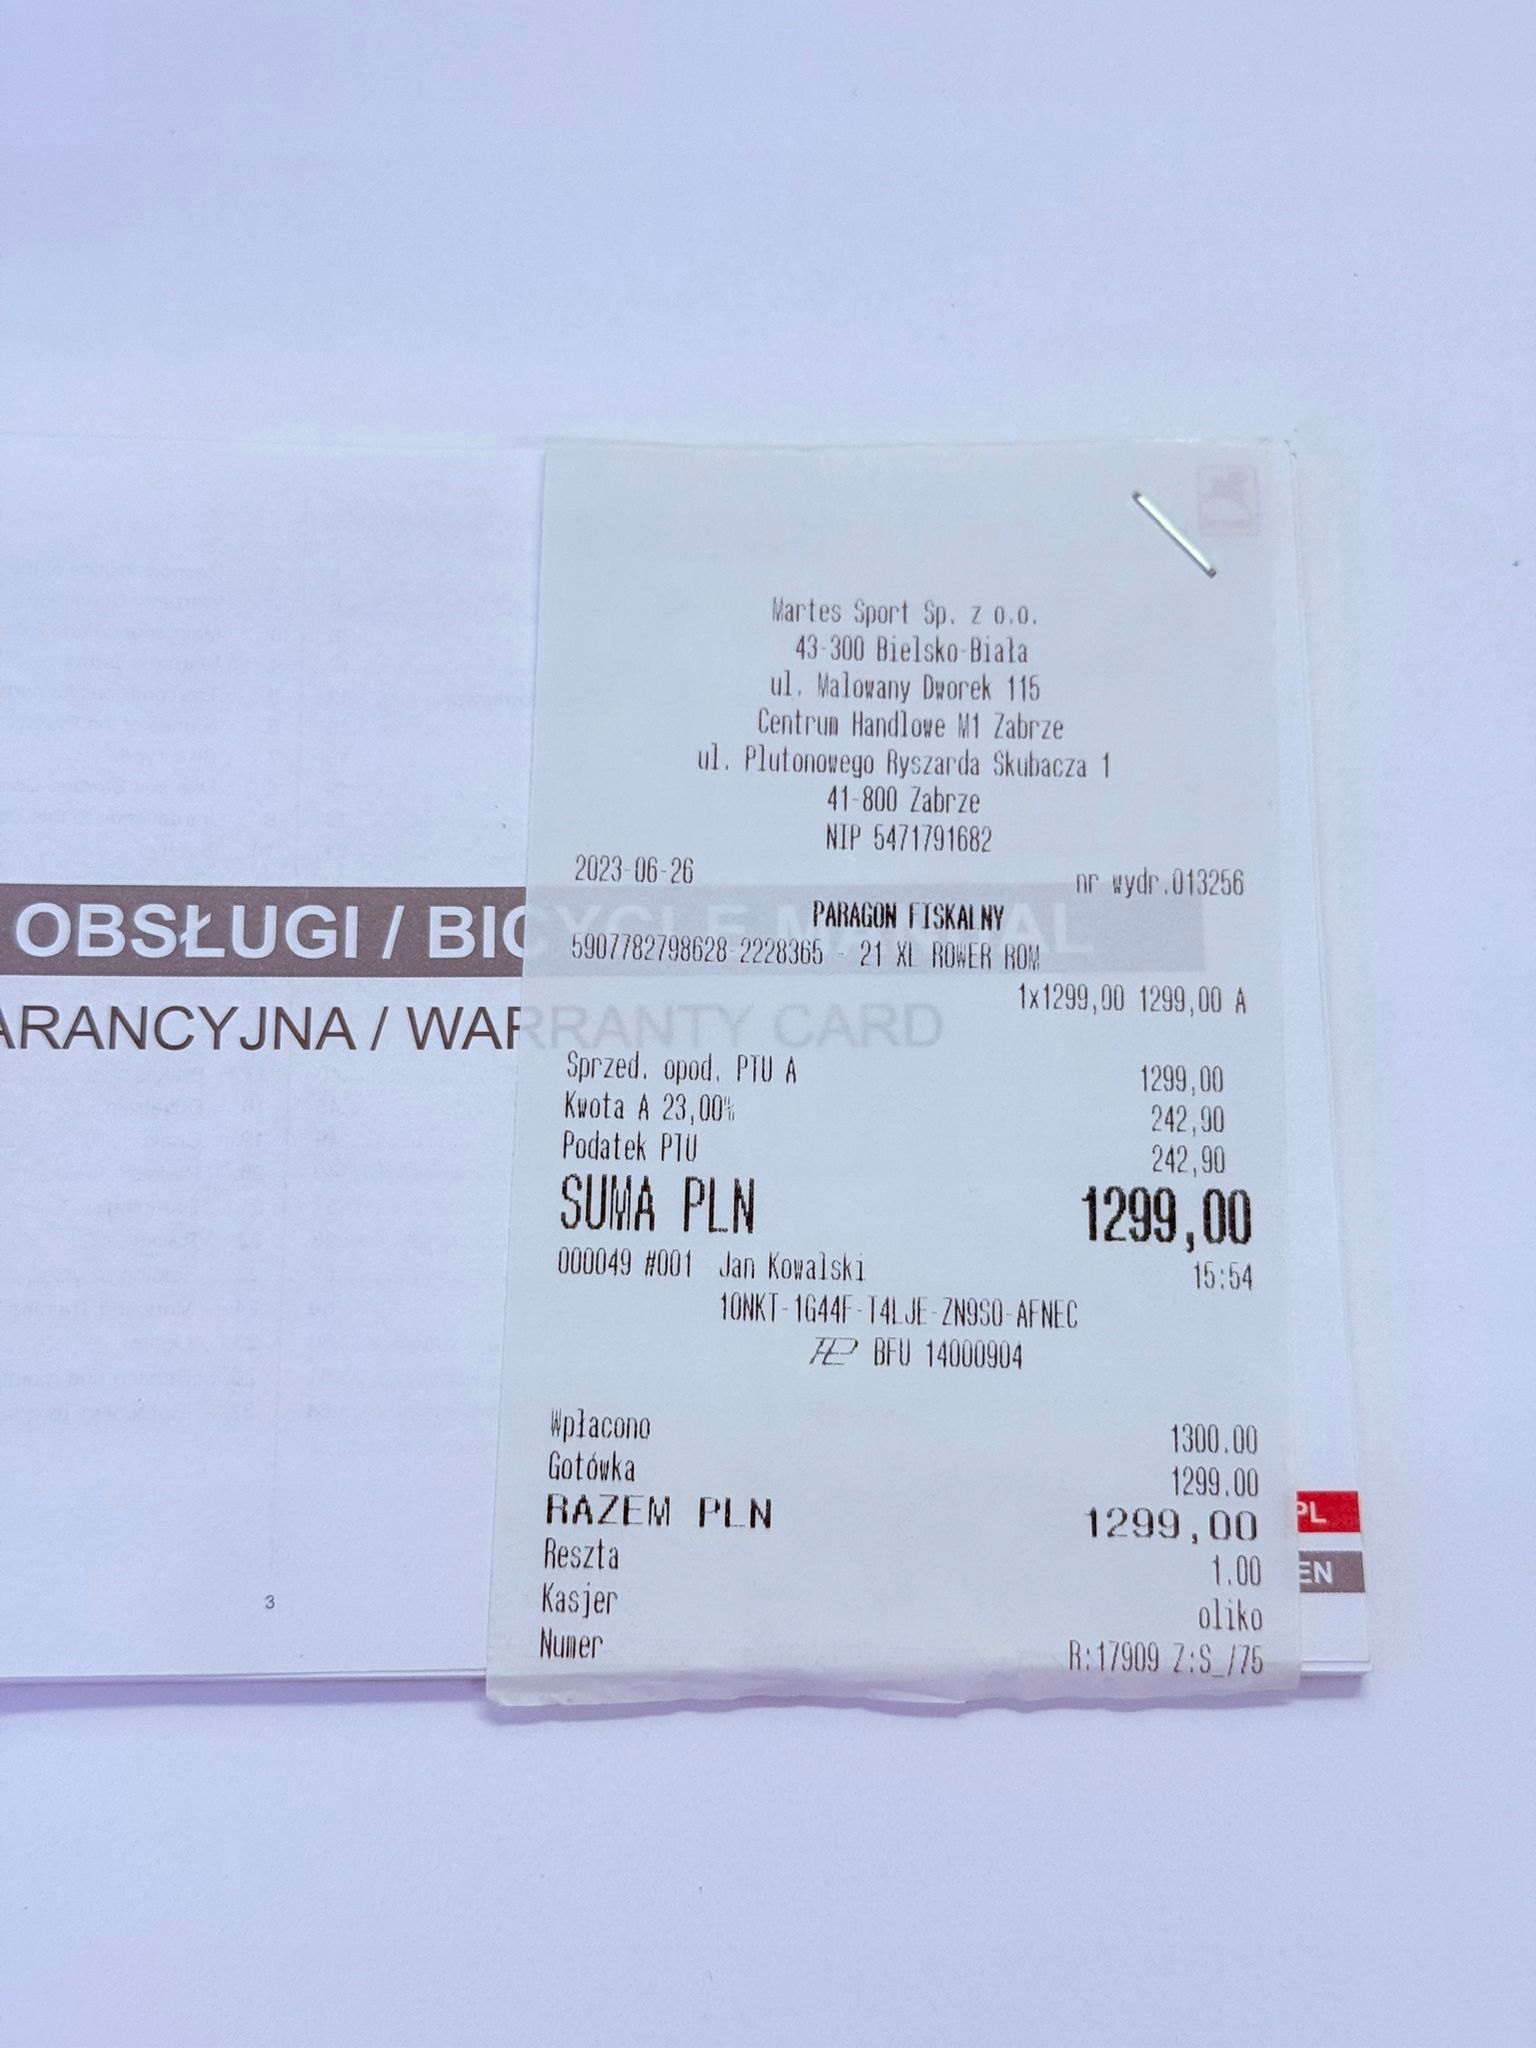 Martes Sport Sp. z o.o.
43-300 Bielsko-Biała
ul. Malowany Dworek 115
Centrum Handlowe M1 Zabrze
ul. Plutonowego Ryszarda Skubacza 1
41-800 Zabrze
NIP 5471791682
2023-06-26 nr wydr.013256
PARAGON FISKALNY
5907782798628-2228365 - 21 XL ROWER ROM
1x1299,00 1299,00 A
Sprzed. opod. PTU A 1299,00
Kwota A 23,00% 242,90
Podatek PTU 242,90
SUMA PLN 1299,00
000049 #001 Jan Kowalski 15:54
10NKT-1G44F-T4LJE-ZN9SO-AFNEC
BFU 14000904
Wpłacono 1300.00
Gotówka 1299.00
RAZEM PLN 1299,00
Reszta 1.00
Kasjer oliko
Numer R:17909 Z:S_/75
OBSŁUGI / BICYCLE MANUAL
ARANCYJNA / WARRANTY CARD
PL
EN
3